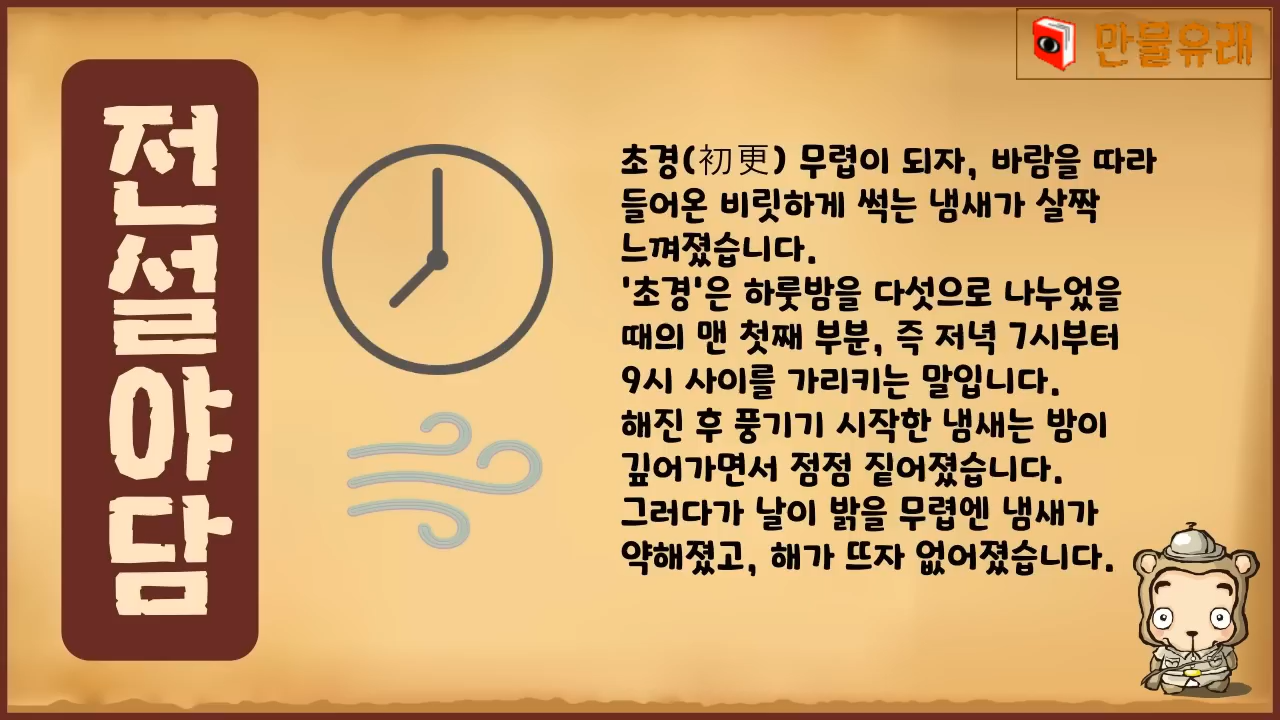 만물유래
전설야담
초경(初更) 무렵이 되자, 바람을 따라
들어온 비릿하게 썩는 냄새가 살짝
느껴졌습니다.
'초경'은 하룻밤을 다섯으로 나누었을
때의 맨 첫째 부분, 즉 저녁 7시부터
9시 사이를 가리키는 말입니다.
해진 후 풍기기 시작한 냄새는 밤이
깊어가면서 점점 짙어졌습니다.
그러다가 날이 밝을 무렵엔 냄새가
약해졌고, 해가 뜨자 없어졌습니다.